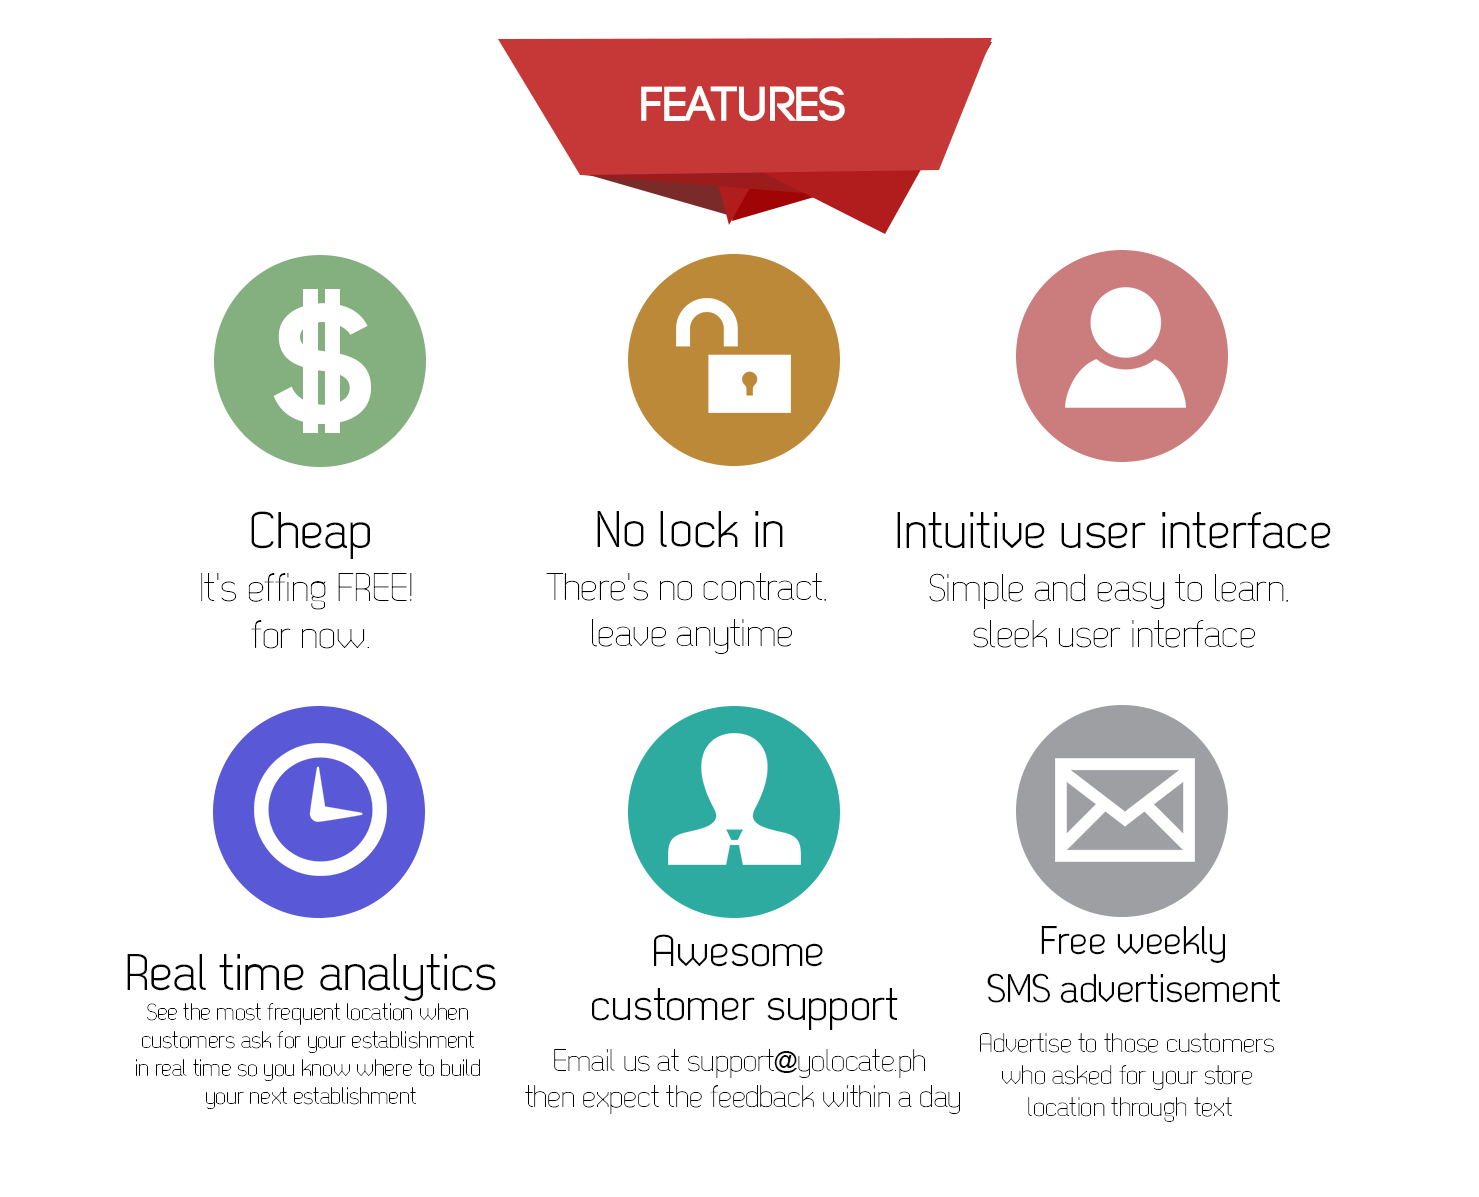 FEATURES
Cheap
It's effing FREE!
for now.
No lock in
There's no contract,
leave anytime
Intuitive user interface
Simple and easy to learn,
sleek user interface
Real time analytics
See the most frequent location when
customers ask for your establishment
in real time so you know where to build
your next establishment
Awesome
customer support
Email us at support@yolocate.ph
then expect the feedback within a day
Free weekly
SMS advertisement
Advertise to those customers
who asked for your store
location through text